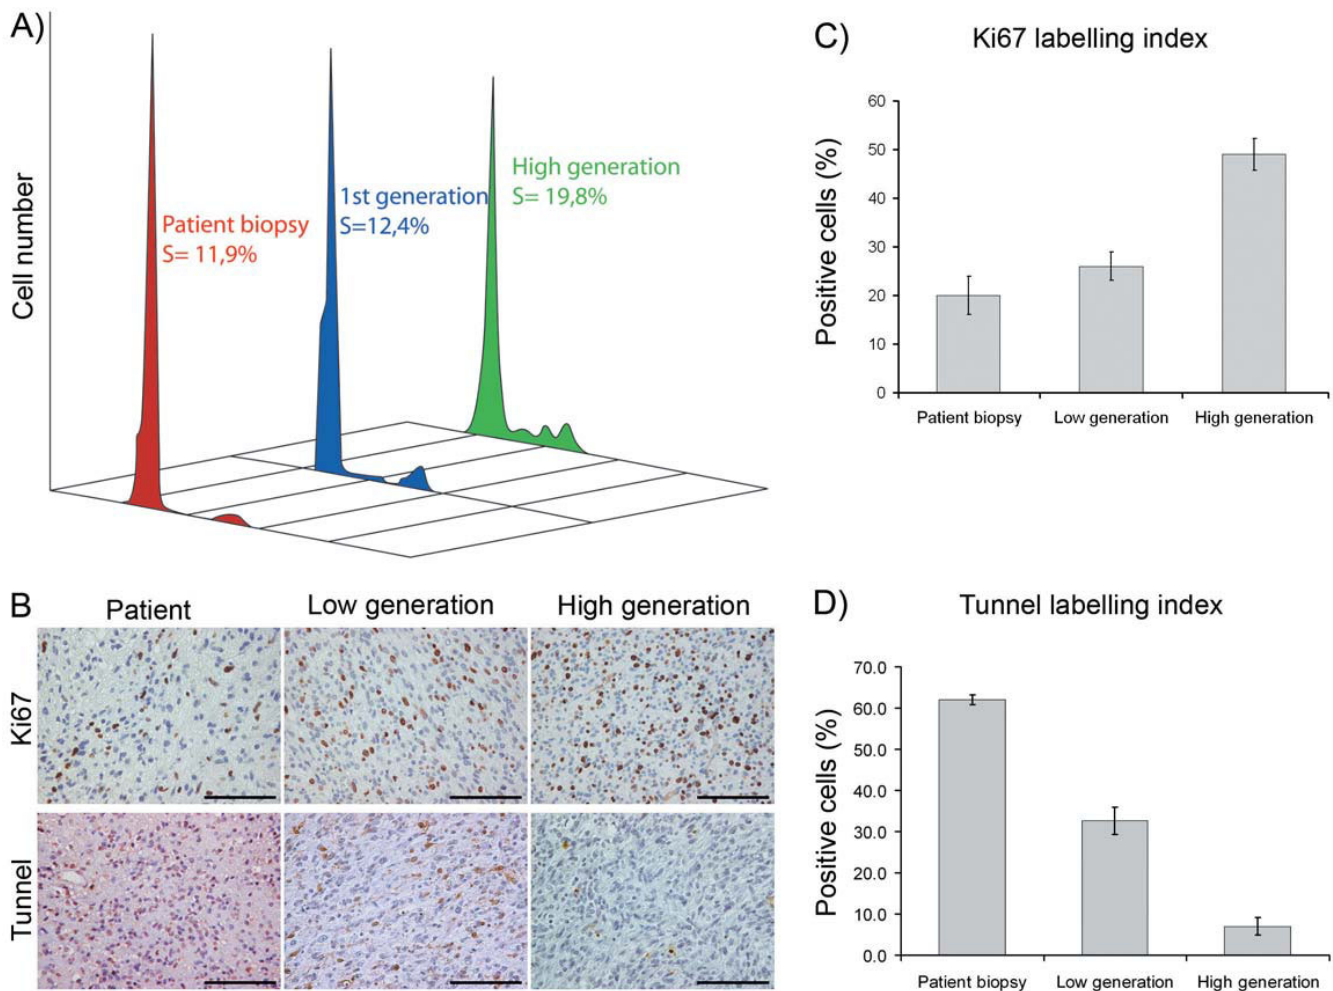 A)
Cell number
Patient biopsy
S= 11,9%
1st generation
S=12,4%
High generation
S= 19,8%
B
Patient
Low generation
High generation
Ki67
Tunnel
C)
Ki67 labelling index
Positive cells (%)
60
50
40
30
20
10
0
Patient biopsy
Low generation
High generation
D)
Tunnel labelling index
Positive cells (%)
70.0
60.0
50.0
40.0
30.0
20.0
10.0
0.0
Patient biopsy
Low generation
High generation